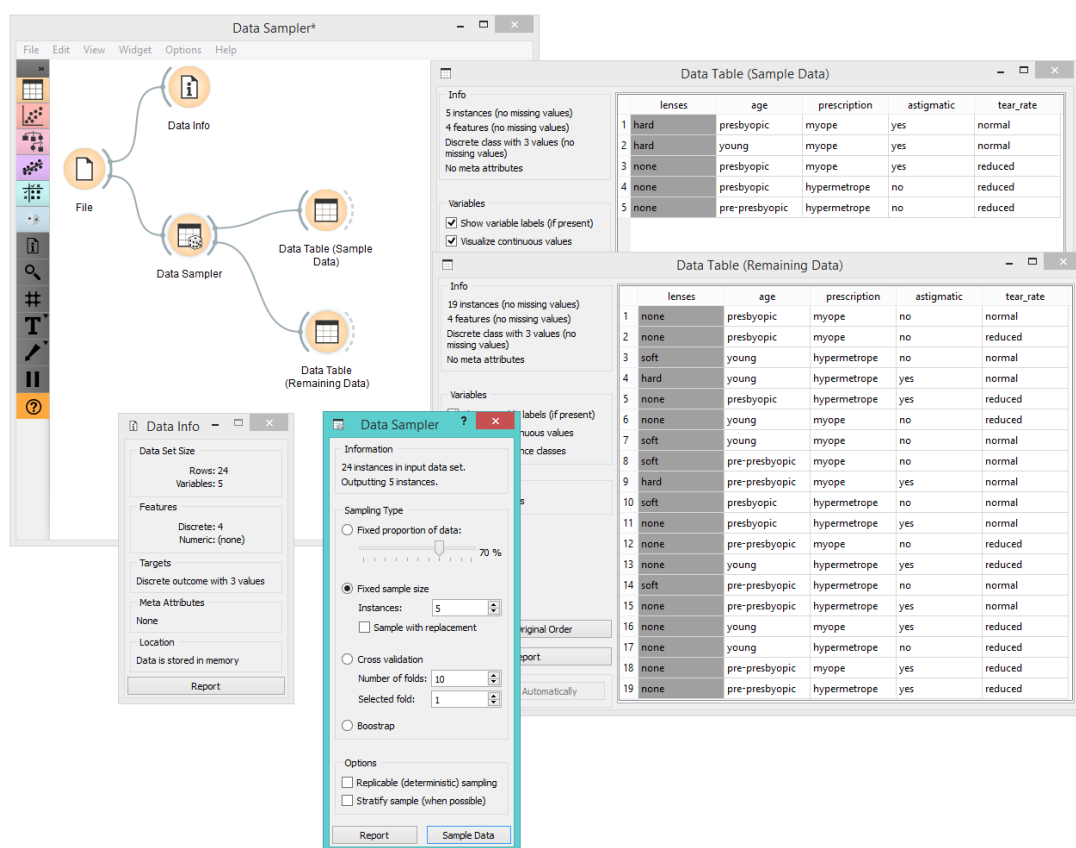 Data Sampler*
File Edit View Widget Options Help
Data Info
File
Data Sampler
Data Table (Sample
Data)
Data Table
(Remaining Data)
Data Table (Sample Data)
Info
5 instances (no missing values)
4 features (no missing values)
Discrete class with 3 values (no
missing values)
No meta attributes
Variables
Show variable labels (if present)
Visualize continuous values
lenses age prescription astigmatic tear_rate
1 hard presbyopic myope yes normal
2 hard young myope yes normal
3 none presbyopic myope yes reduced
4 none presbyopic hypermetrope no reduced
5 none pre-presbyopic hypermetrope no reduced
Data Table (Remaining Data)
Info
19 instances (no missing values)
4 features (no missing values)
Discrete class with 3 values (no
missing values)
No meta attributes
Variables
labels (if present)
nuous values
nce classes
s
riginal Order
eport
Automatically
lenses age prescription astigmatic tear_rate
1 none presbyopic myope no normal
2 none presbyopic myope no reduced
3 soft young hypermetrope no normal
4 hard young hypermetrope yes normal
5 none presbyopic hypermetrope yes reduced
6 none young myope no reduced
7 soft young myope no normal
8 soft pre-presbyopic myope no normal
9 hard pre-presbyopic myope yes normal
10 soft presbyopic hypermetrope no normal
11 none presbyopic hypermetrope yes normal
12 none pre-presbyopic myope no reduced
13 none young hypermetrope yes reduced
14 soft pre-presbyopic hypermetrope no normal
15 none pre-presbyopic hypermetrope yes normal
16 none young myope yes reduced
17 none young hypermetrope no reduced
18 none pre-presbyopic myope yes reduced
19 none pre-presbyopic hypermetrope yes reduced
Data Info
Data Set Size
Rows: 24
Variables: 5
Features
Discrete: 4
Numeric: (none)
Targets
Discrete outcome with 3 values
Meta Attributes
None
Location
Data is stored in memory
Report
Data Sampler ?
Information
24 instances in input data set.
Outputting 5 instances.
Sampling Type
Fixed proportion of data:
70 %
Fixed sample size
Instances: 5
Sample with replacement
Cross validation
Number of folds: 10
Selected fold: 1
Boostrap
Options
Replicable (deterministic) sampling
Stratify sample (when possible)
Report Sample Data